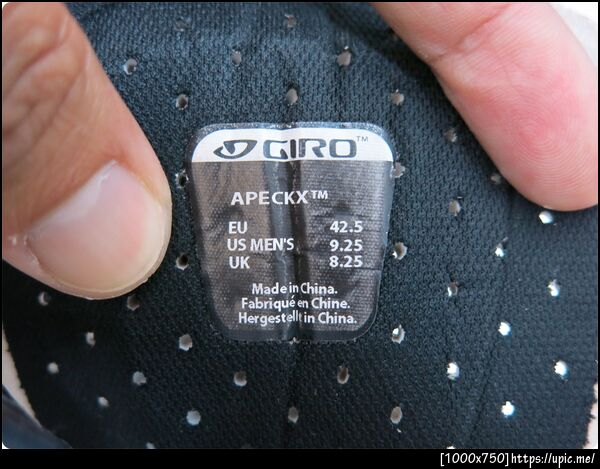 GIRO™
APECKX™
EU 42.5
US MEN'S 9.25
UK 8.25
Made in China.
Fabriqué en Chine.
Hergestellt in China.
[1000x750]https://upic.me/